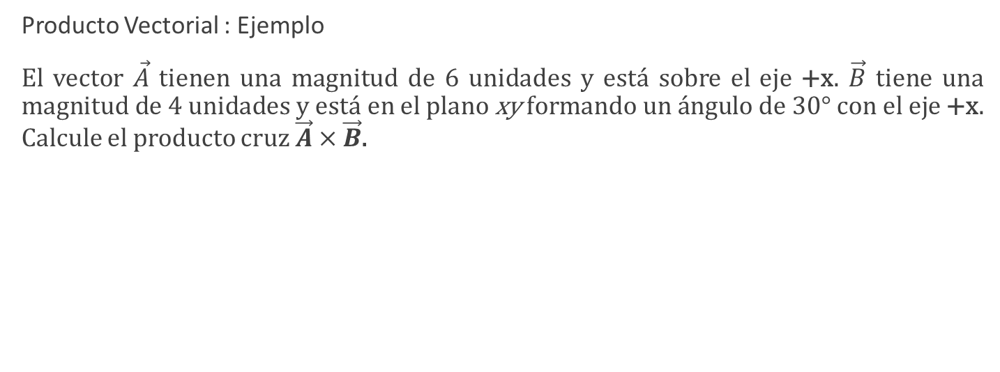 Producto Vectorial : Ejemplo
El vector \(\vec{A}\) tienen una magnitud de 6 unidades y está sobre el eje +x. \(\vec{B}\) tiene una
magnitud de 4 unidades y está en el plano xy formando un ángulo de 30° con el eje +x.
Calcule el producto cruz \(\vec{A} \times \vec{B}\).